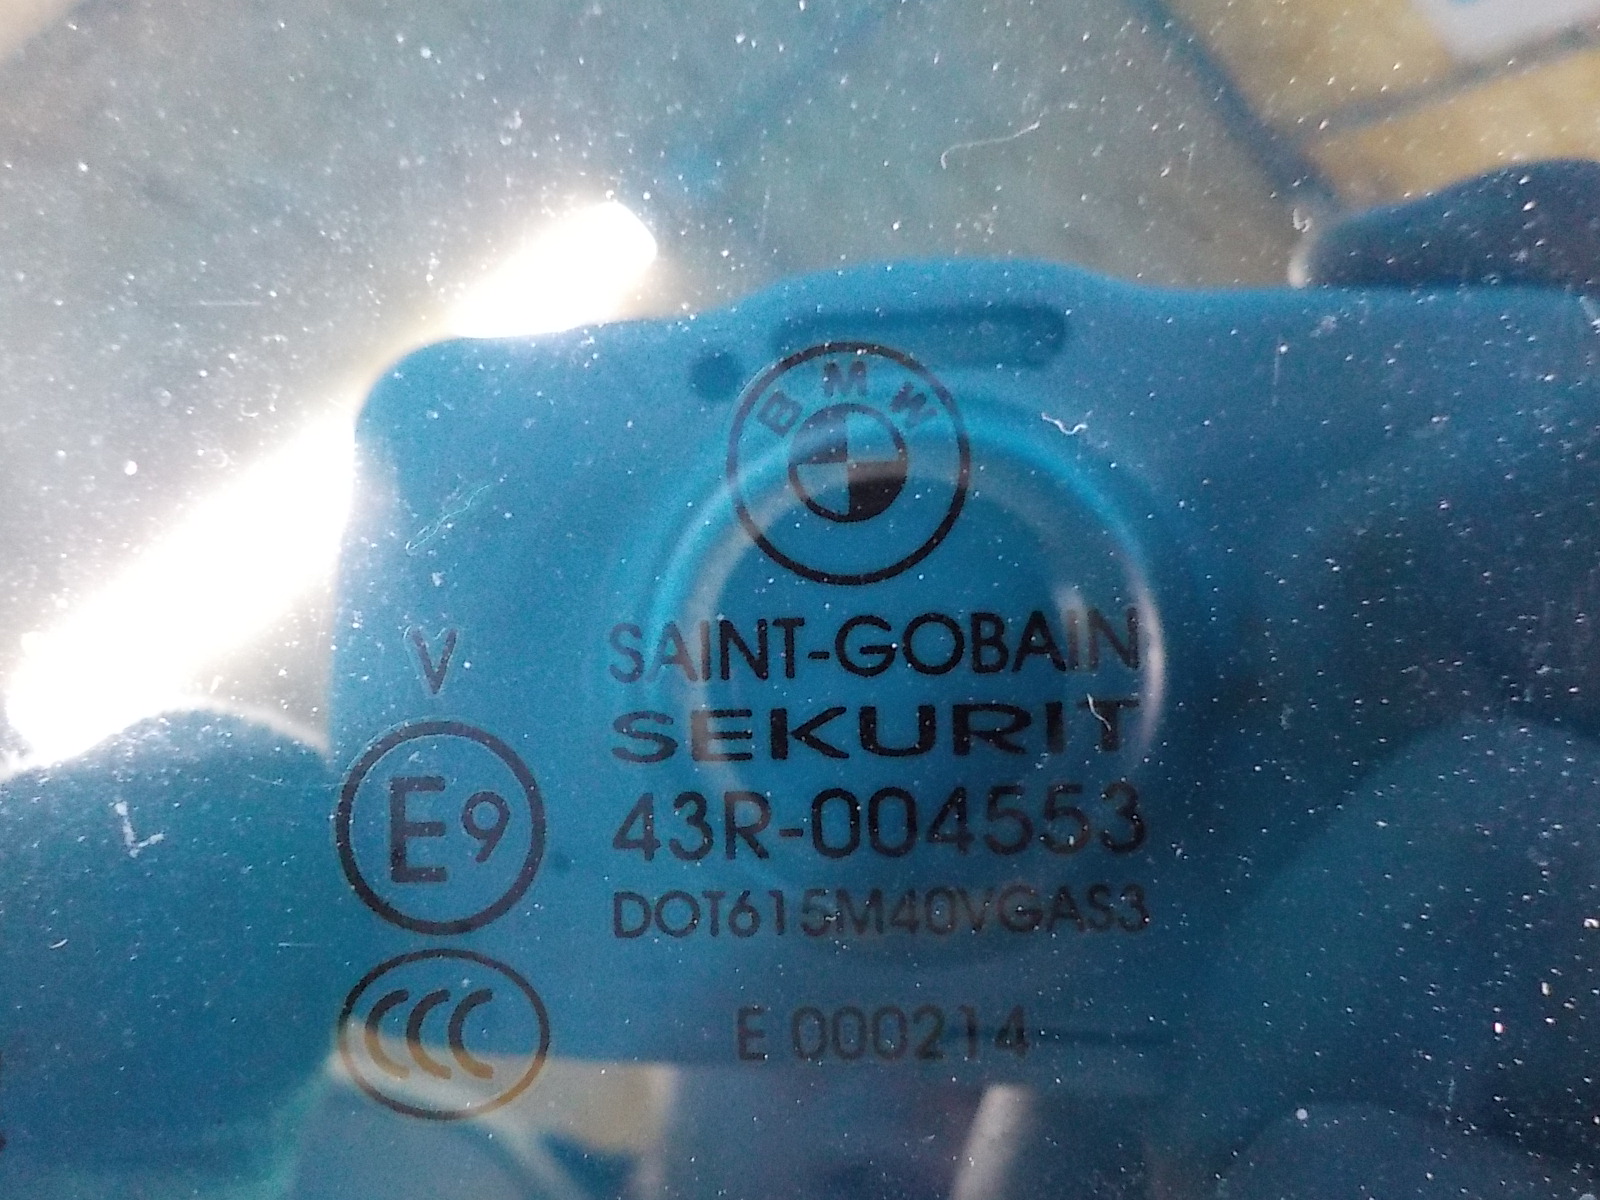 BMW
SAINT-GOBAIN
SEKURIT
V
E9
43R-004553
DOT615M40VGAS3
CCC
E 000214